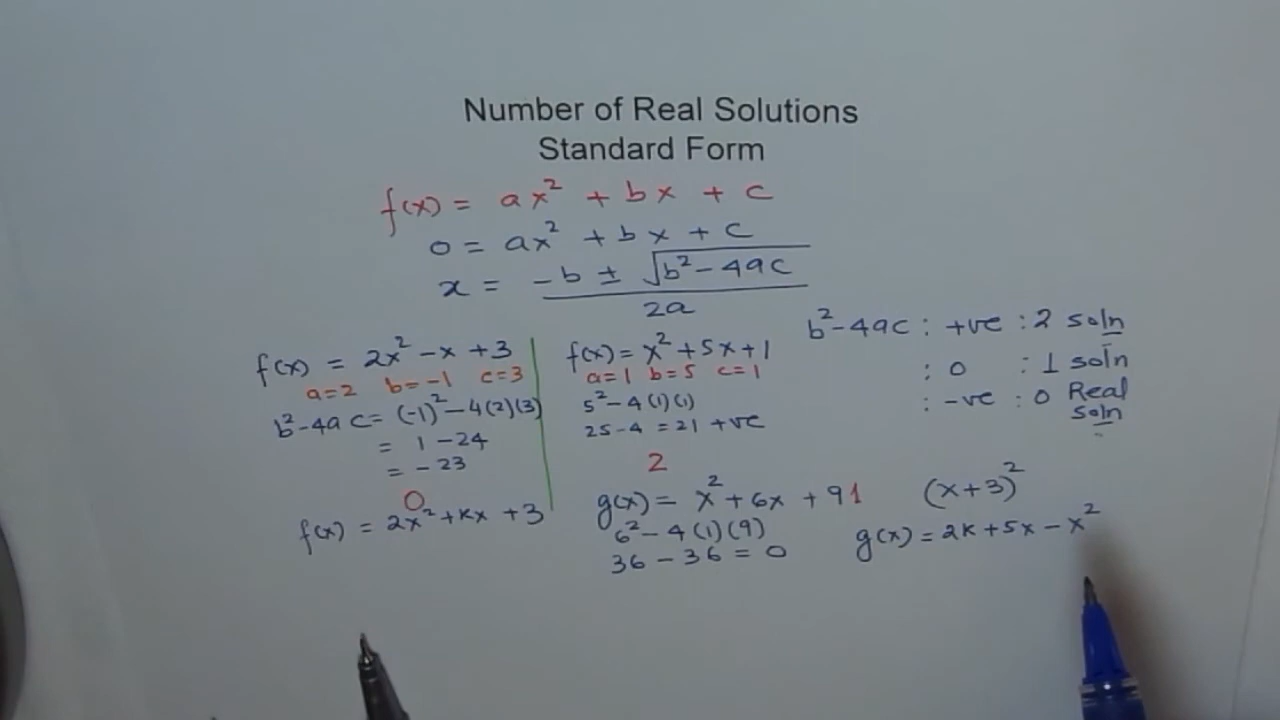 Number of Real Solutions
Standard Form
f(x) = ax² + bx + c
0 = ax² + bx + c
x = -b ± √b²-4ac
2a
b²-4ac : +ve : 2 soln
: 0 : 1 soln
: -ve : 0 Real
soln
f(x) = 2x² - x + 3
a=2 b=-1 c=3
b²-4ac = (-1)² - 4(2)(3)
= 1 - 24
= -23
0
f(x) = 2x² + kx + 3
f(x) = x² + 5x + 1
a=1 b=5 c=1
5² - 4(1)(1)
25 - 4 = 21 +ve
2
g(x) = x² + 6x + 9 1
6² - 4(1)(9)
36 - 36 = 0
(x+3)²
g(x) = 2k + 5x - x²